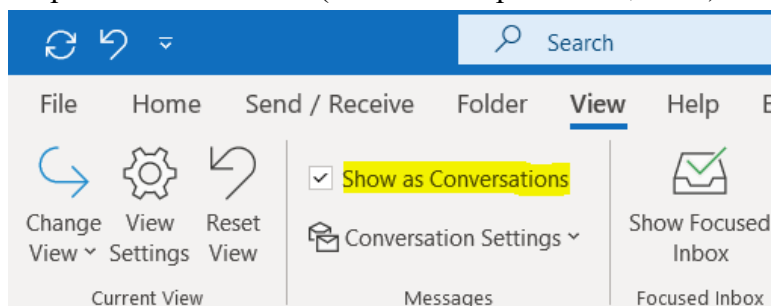 Search
File Home Send / Receive Folder View Help
Change View View Settings Reset View
Show as Conversations
Conversation Settings
Show Focused Inbox
Current View Messages Focused Inbox